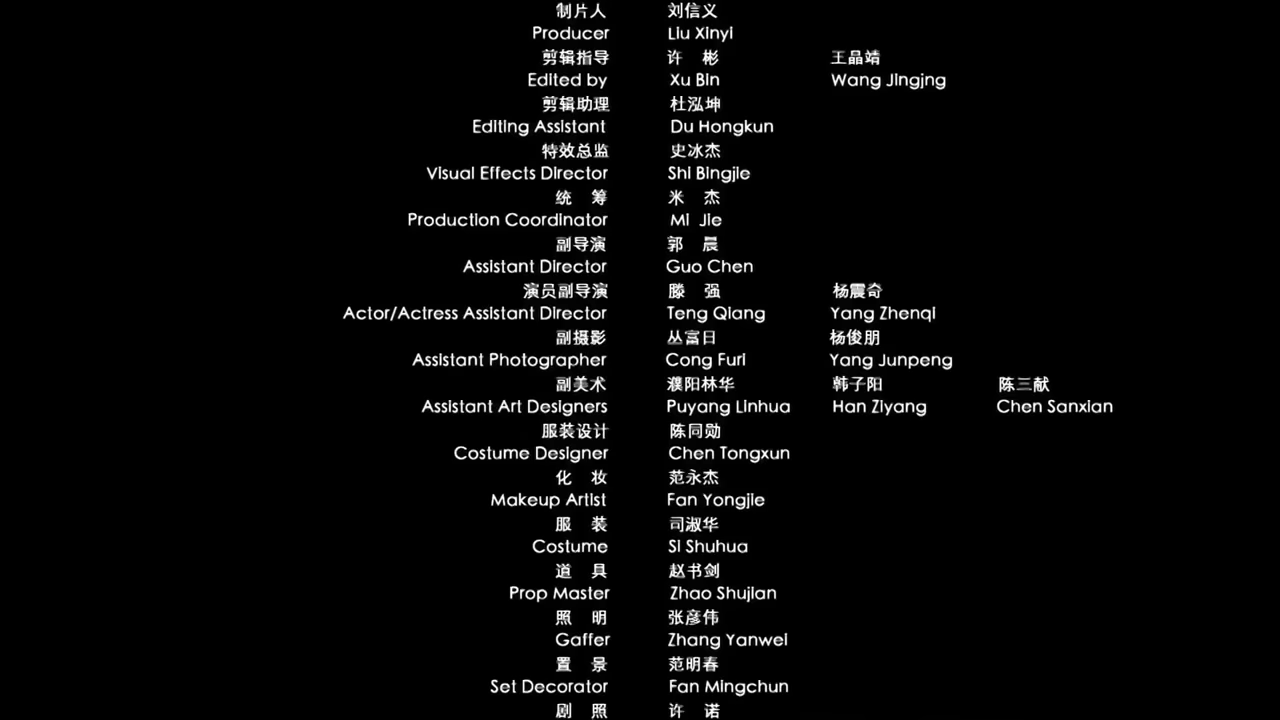 制片人 刘信义
Producer Liu Xinyi
剪辑指导 许 彬 王晶靖
Edited by Xu Bin Wang Jingjng
剪辑助理 杜泓坤
Editing Assistant Du Hongkun
特效总监 史冰杰
Visual Effects Director Shi Bingjie
统 筹 米 杰
Production Coordinator Mi Jie
副导演 郭 晨
Assistant Director Guo Chen
演员副导演 滕 强 杨震奇
Actor/Actress Assistant Director Teng Qiang Yang Zhenqi
副摄影 丛富日 杨俊朋
Assistant Photographer Cong Furi Yang Junpeng
副美术 濮阳林华 韩子阳 陈三献
Assistant Art Designers Puyang Linhua Han Ziyang Chen Sanxian
服装设计 陈同勋
Costume Designer Chen Tongxun
化 妆 范永杰
Makeup Artist Fan Yongjie
服 装 司淑华
Costume Si Shuhua
道 具 赵书剑
Prop Master Zhao Shujian
照 明 张彦伟
Gaffer Zhang Yanwei
置 景 范明春
Set Decorator Fan Mingchun
剧 照 许 诺